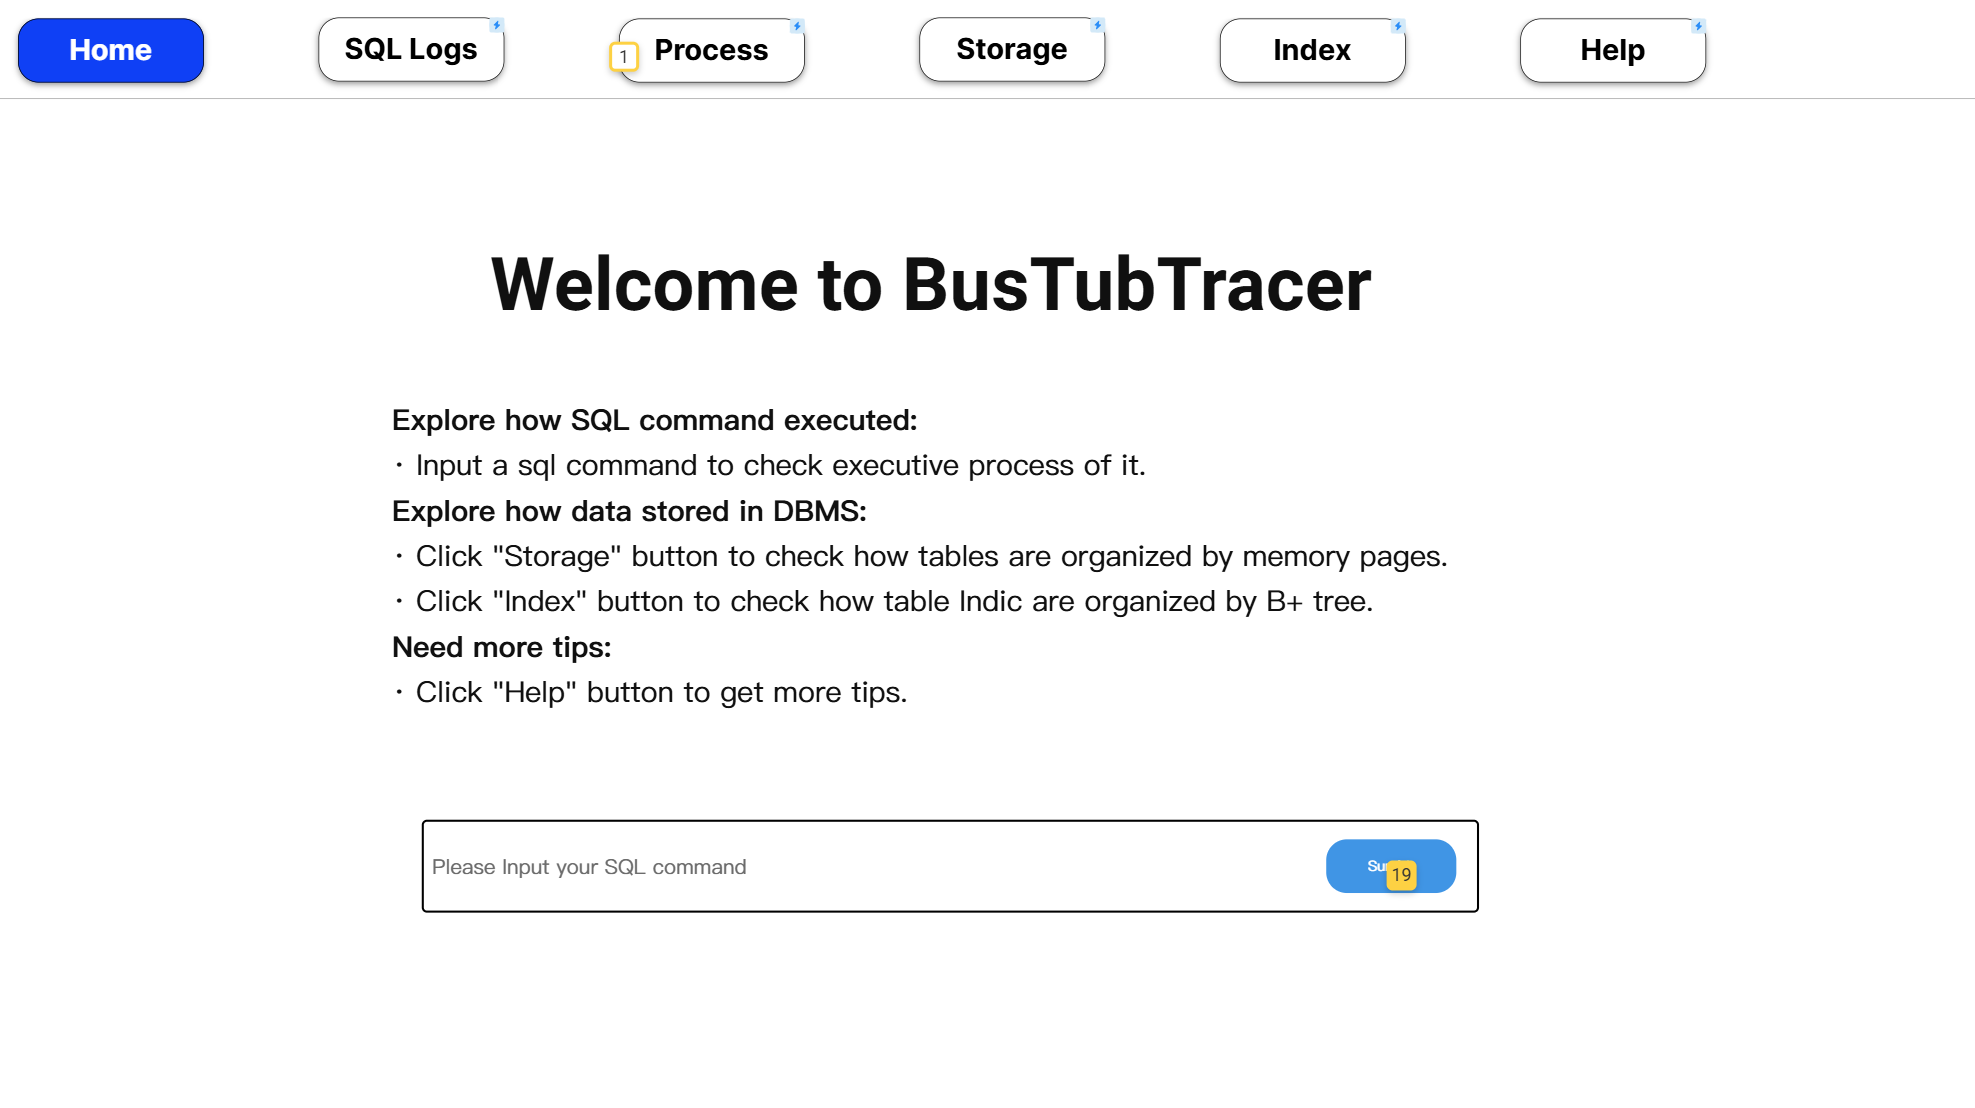 Home
SQL Logs
1
Process
Storage
Index
Help
Welcome to BusTubTracer
Explore how SQL command executed:
· Input a sql command to check executive process of it.
Explore how data stored in DBMS:
· Click "Storage" button to check how tables are organized by memory pages.
· Click "Index" button to check how table Indic are organized by B+ tree.
Need more tips:
· Click "Help" button to get more tips.
Please Input your SQL command
19